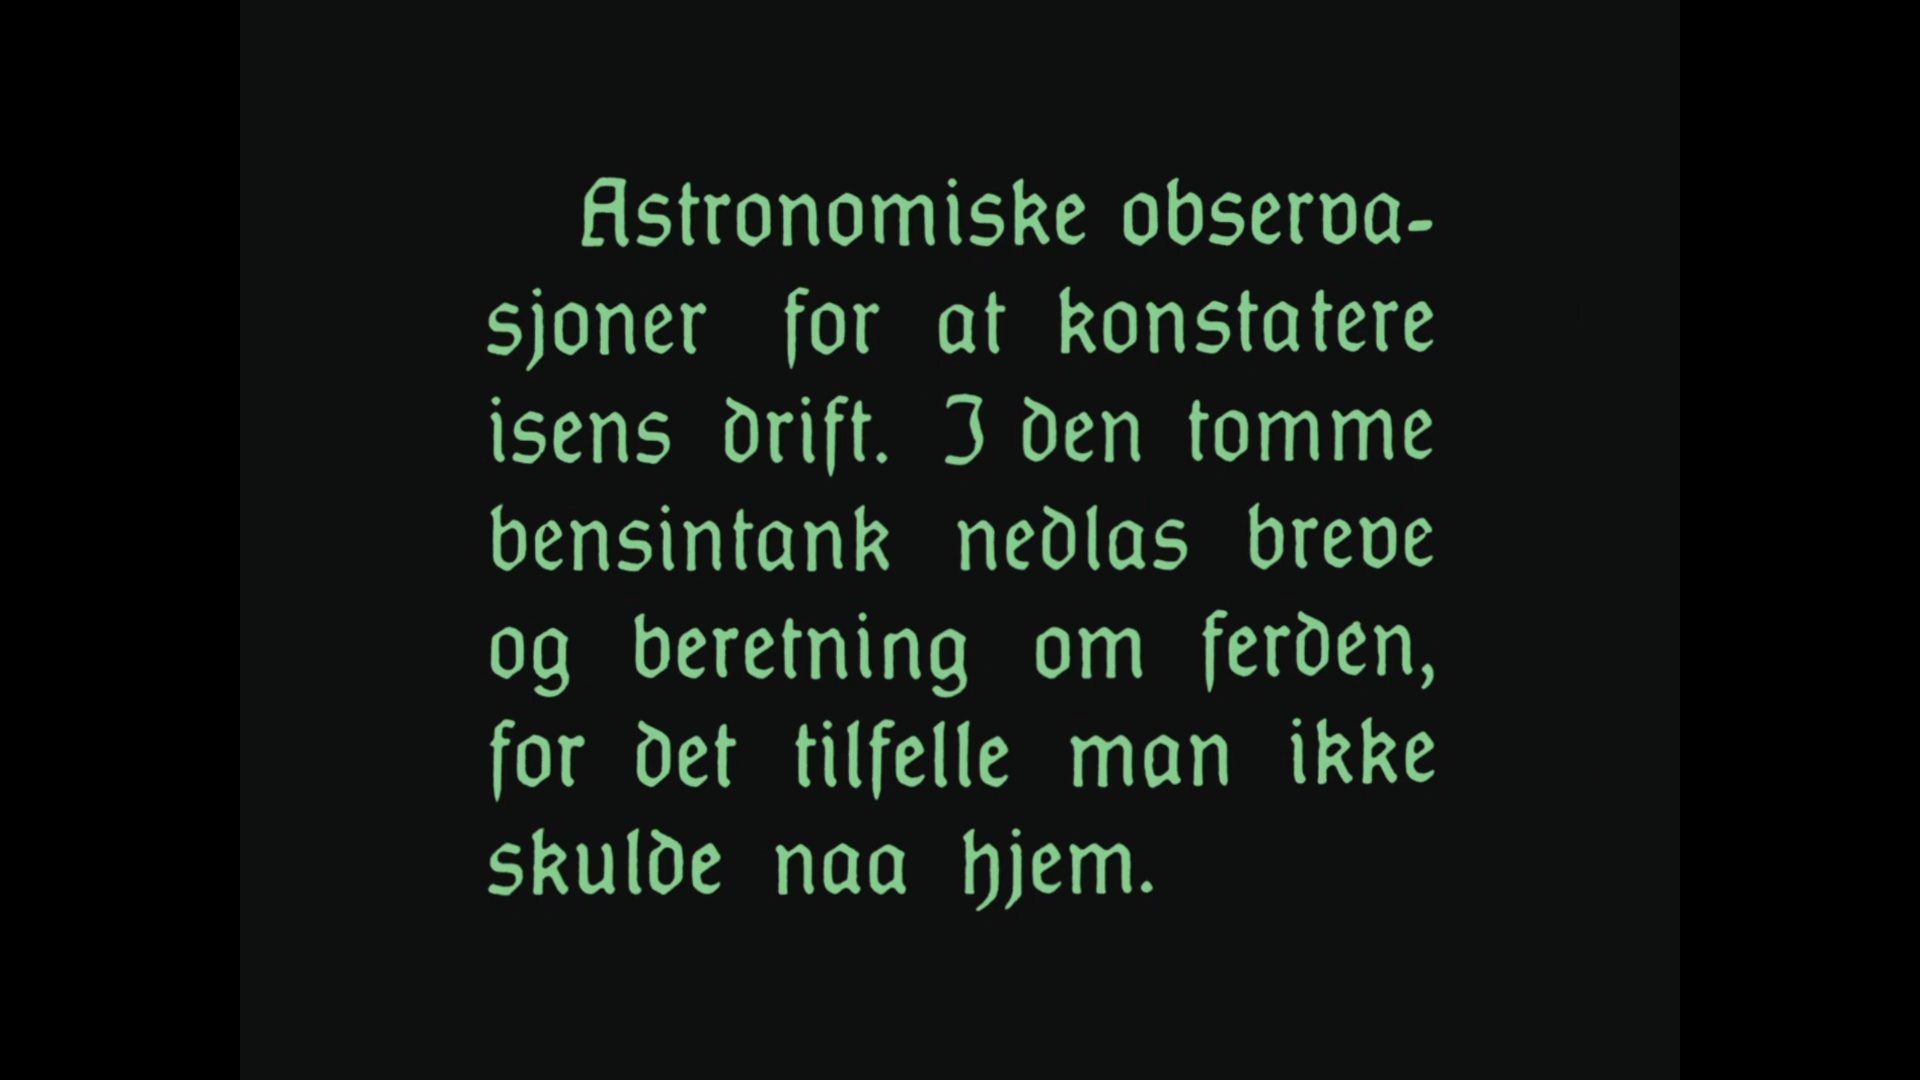 Astronomiske observa-
sjoner for at konstatere
isens drift. I den tomme
bensintank nedlas breve
og beretning om ferden,
for det tilfelle man ikke
skulde naa hjem.